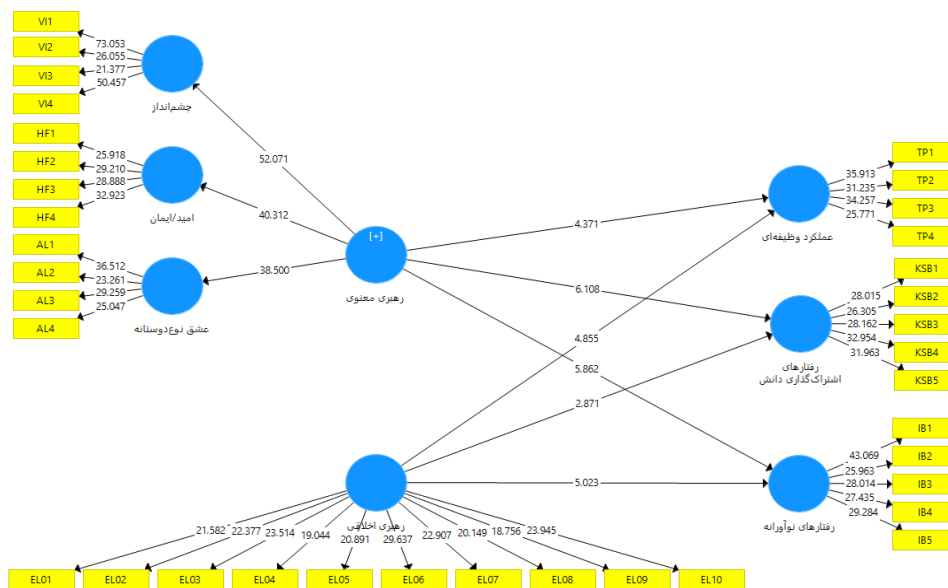 VI1
VI2
VI3
VI4
73.053
26.055
21.377
50.457
چشم‌انداز
HF1
HF2
HF3
HF4
25.918
29.210
28.888
32.923
امید/ایمان
AL1
AL2
AL3
AL4
36.512
23.261
29.259
25.047
عشق نوع‌دوستانه
52.071
40.312
38.500
[+]
رهبری معنوی
4.371
6.108
4.855
5.862
2.871
5.023
TP1
TP2
TP3
TP4
35.913
31.235
34.257
25.771
عملکرد وظیفه‌ای
KSB1
KSB2
KSB3
KSB4
KSB5
28.015
26.305
28.162
32.954
31.963
رفتارهای
اشتراک‌گذاری دانش
IB1
IB2
IB3
IB4
IB5
43.069
25.963
28.014
27.435
29.284
رفتارهای نوآورانه
رهبری اخلاقی
21.582 22.377 23.514 19.044 20.891 29.637 22.907 20.149 18.756 23.945
EL01 EL02 EL03 EL04 EL05 EL06 EL07 EL08 EL09 EL10